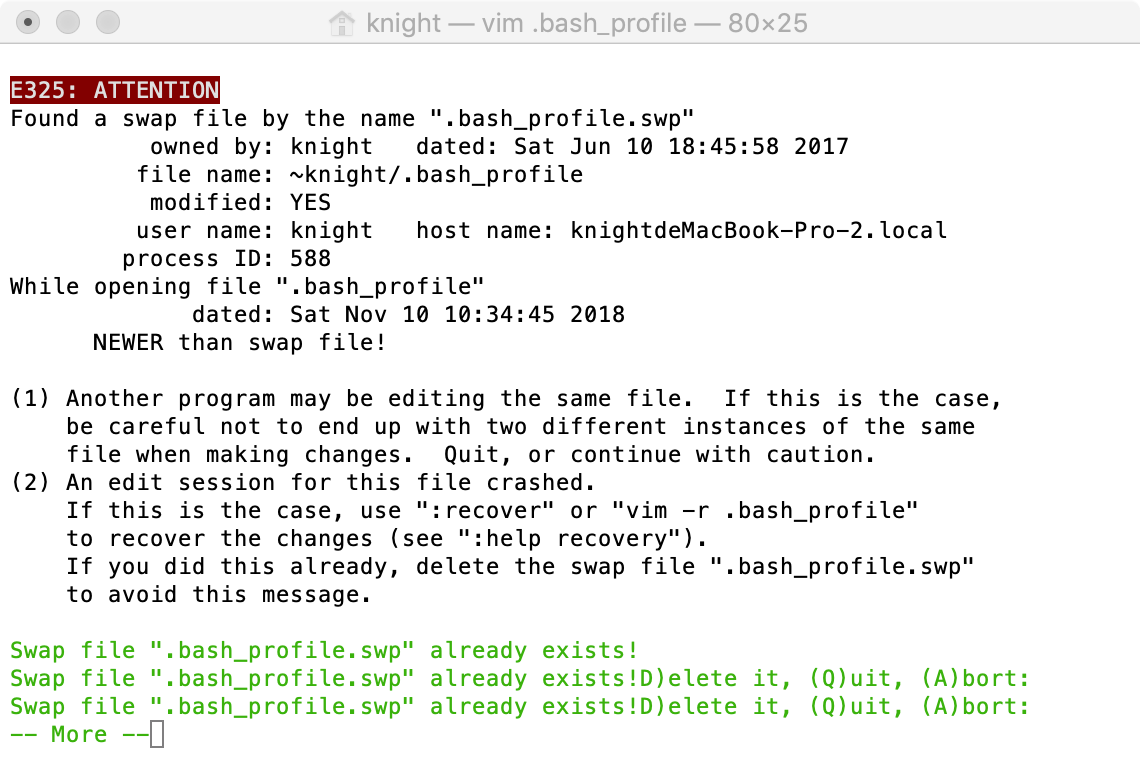 knight — vim .bash_profile — 80×25
E325: ATTENTION
Found a swap file by the name ".bash_profile.swp"
          owned by: knight   dated: Sat Jun 10 18:45:58 2017
         file name: ~knight/.bash_profile
          modified: YES
         user name: knight   host name: knightdeMacBook-Pro-2.local
        process ID: 588
While opening file ".bash_profile"
             dated: Sat Nov 10 10:34:45 2018
      NEWER than swap file!
(1) Another program may be editing the same file.  If this is the case,
    be careful not to end up with two different instances of the same
    file when making changes.  Quit, or continue with caution.
(2) An edit session for this file crashed.
    If this is the case, use ":recover" or "vim -r .bash_profile"
    to recover the changes (see ":help recovery").
    If you did this already, delete the swap file ".bash_profile.swp"
    to avoid this message.
Swap file ".bash_profile.swp" already exists!
Swap file ".bash_profile.swp" already exists!D)elete it, (Q)uit, (A)bort:
Swap file ".bash_profile.swp" already exists!D)elete it, (Q)uit, (A)bort:
-- More --